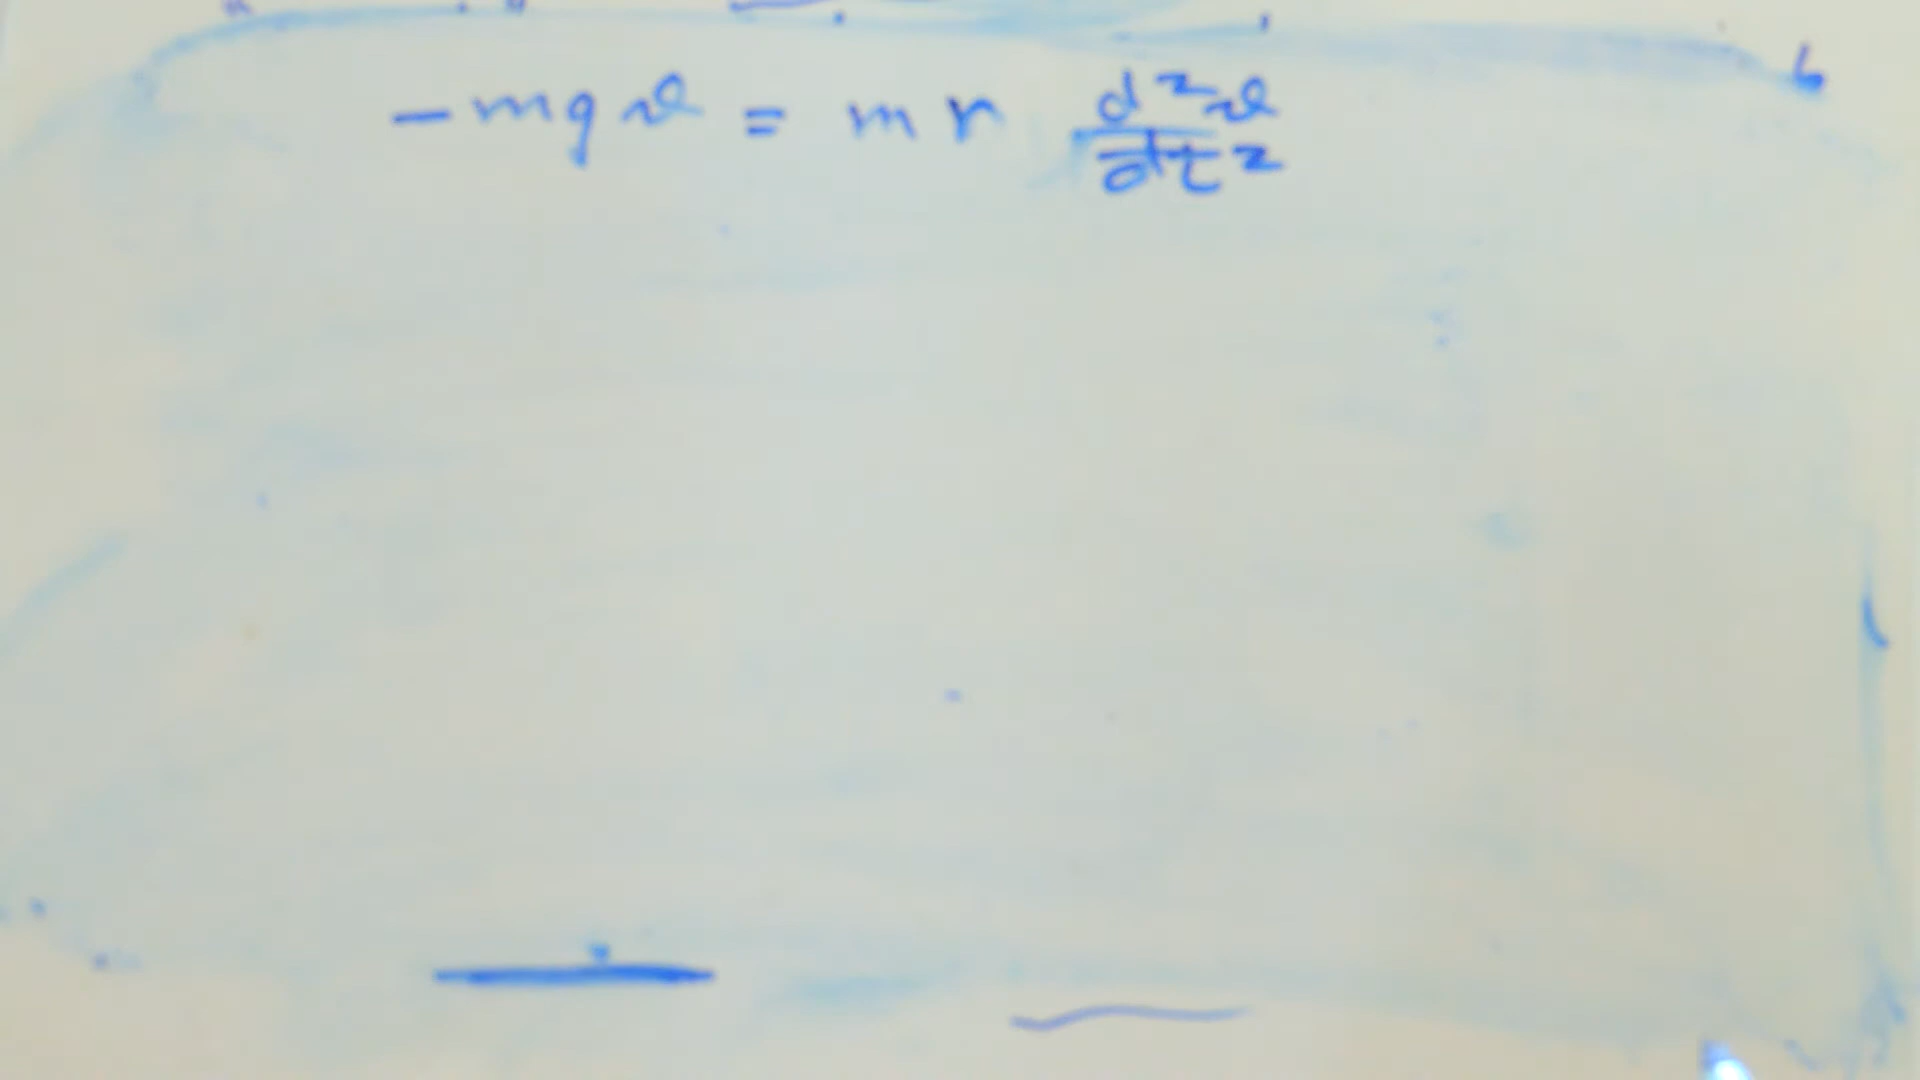 -mgϑ = mr d²ϑ/dt²